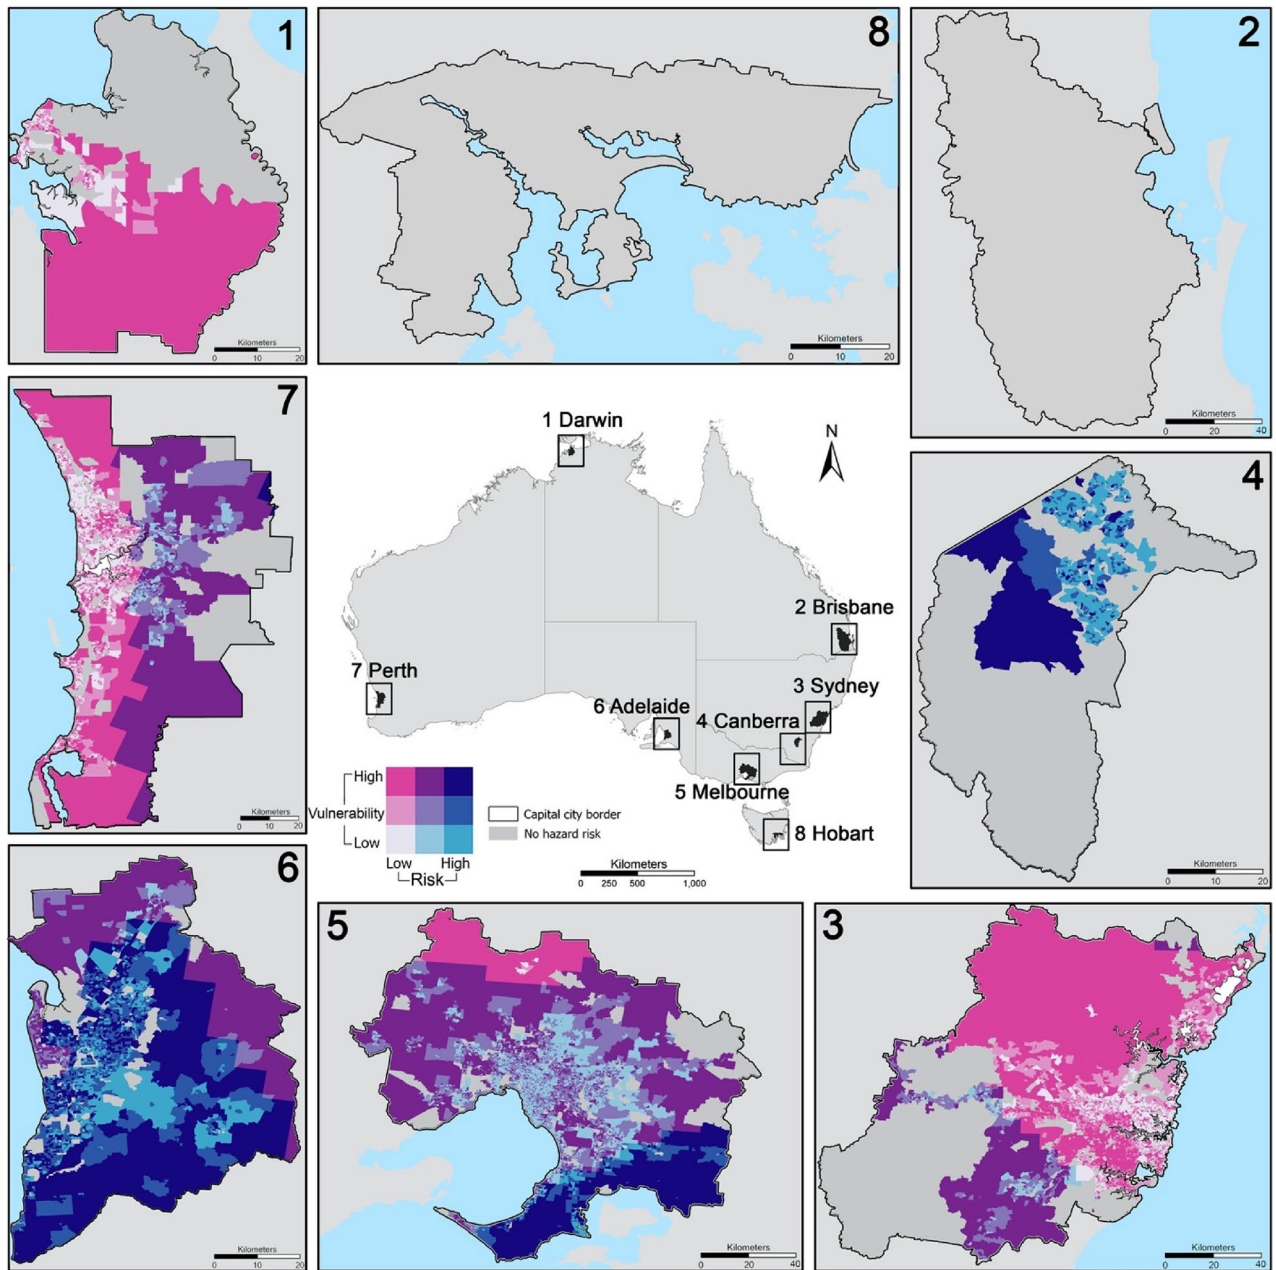 1
Kilometers
0 10 20
8
Kilometers
0 10 20
2
Kilometers
0 20 40
7
Kilometers
0 10 20
1 Darwin
N
2 Brisbane
7 Perth
3 Sydney
6 Adelaide
4 Canberra
5 Melbourne
8 Hobart
High
Vulnerability
Low
Low High
Risk
Capital city border
No hazard risk
Kilometers
0 250 500 1,000
4
Kilometers
0 10 20
6
Kilometers
0 10 20
5
Kilometers
0 20 40
3
Kilometers
0 20 40